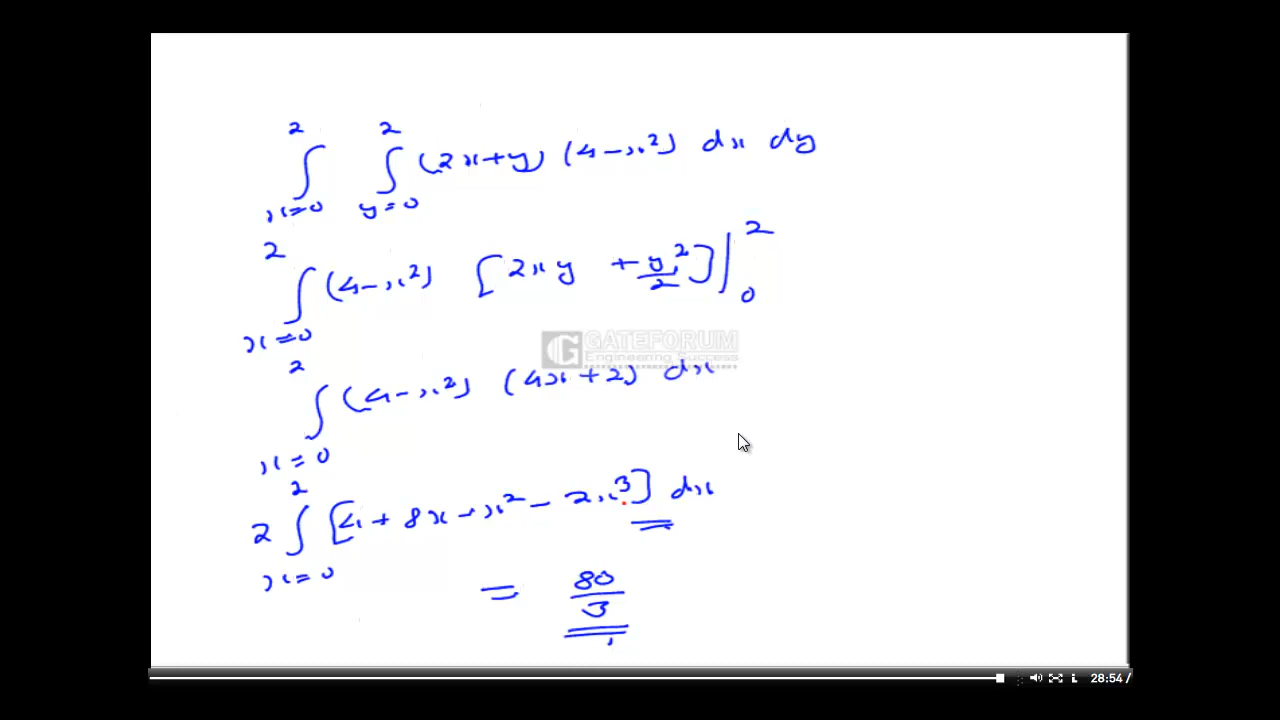 ∫_{x=0}^{2} ∫_{y=0}^{2} (2x+y) (4-x²) dx dy
∫_{x=0}^{2} (4-x²) [2xy + y²/2] |_0^2
GATEFORUM
Engineering Success
∫_{x=0}^{2} (4-x²) (4x+2) dx
2 ∫_{x=0}^{2} [4 + 8x - x² - 2x³] dx
= 80/3
28:54 /